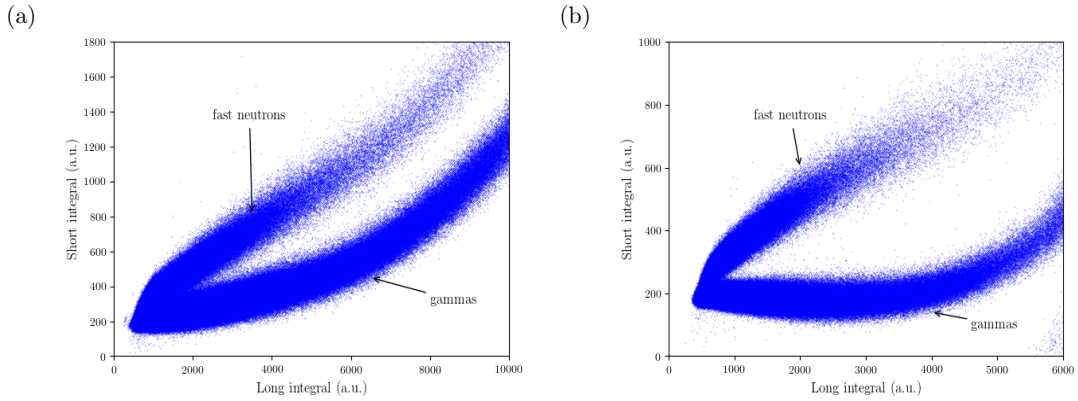 (a)
1800
1600
1400
1200
1000
800
600
400
200
0
Short integral (a.u.)
fast neutrons
gammas
0 2000 4000 6000 8000 10000
Long integral (a.u.)
(b)
1000
800
600
400
200
0
Short integral (a.u.)
fast neutrons
gammas
0 1000 2000 3000 4000 5000 6000
Long integral (a.u.)